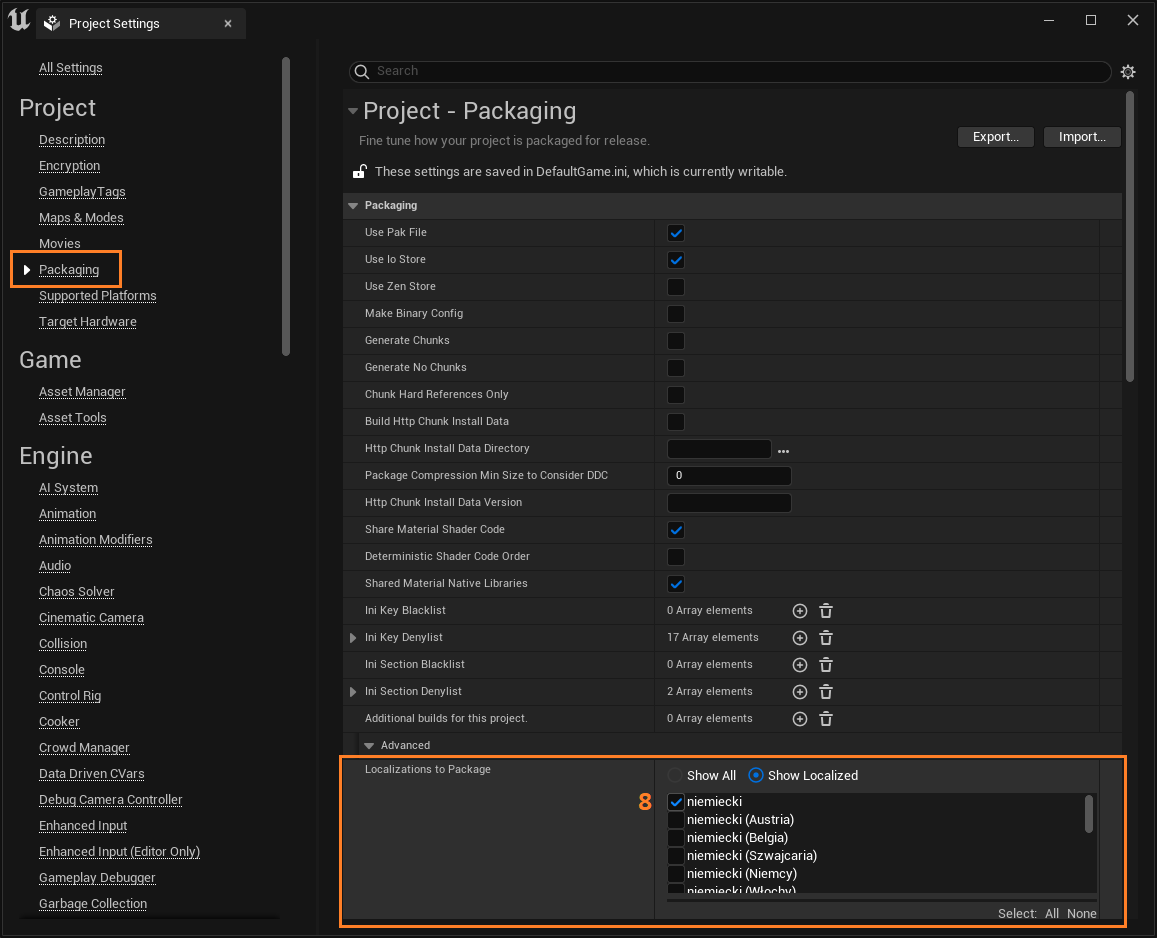 Project Settings
All Settings
Project
Description
Encryption
GameplayTags
Maps & Modes
Movies
Packaging
Supported Platforms
Target Hardware
Game
Asset Manager
Asset Tools
Engine
AI System
Animation
Animation Modifiers
Audio
Chaos Solver
Cinematic Camera
Collision
Console
Control Rig
Cooker
Crowd Manager
Data Driven CVars
Debug Camera Controller
Enhanced Input
Enhanced Input (Editor Only)
Gameplay Debugger
Garbage Collection
Search
Project - Packaging
Fine tune how your project is packaged for release.
Export... Import...
These settings are saved in DefaultGame.ini, which is currently writable.
Packaging
Use Pak File
Use Io Store
Use Zen Store
Make Binary Config
Generate Chunks
Generate No Chunks
Chunk Hard References Only
Build Http Chunk Install Data
Http Chunk Install Data Directory
Package Compression Min Size to Consider DDC 0
Http Chunk Install Data Version
Share Material Shader Code
Deterministic Shader Code Order
Shared Material Native Libraries
Ini Key Blacklist 0 Array elements
Ini Key Denylist 17 Array elements
Ini Section Blacklist 0 Array elements
Ini Section Denylist 2 Array elements
Additional builds for this project. 0 Array elements
Advanced
Localizations to Package Show All Show Localized
8 niemiecki
niemiecki (Austria)
niemiecki (Belgia)
niemiecki (Szwajcaria)
niemiecki (Niemcy)
niemiecki (Włochy)
Select: All None